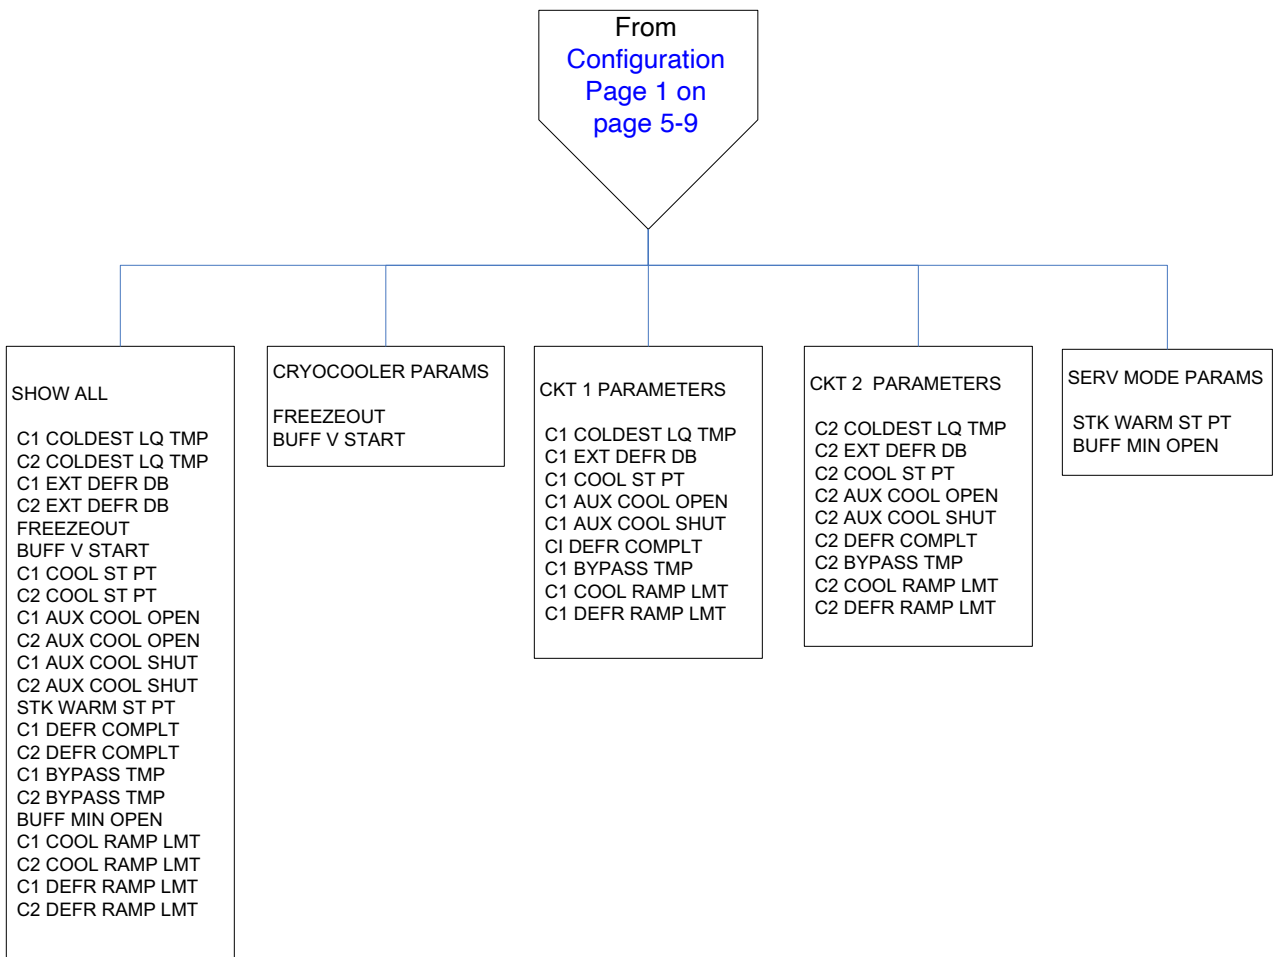 From
Configuration
Page 1 on
page 5-9
SHOW ALL
C1 COLDEST LQ TMP
C2 COLDEST LQ TMP
C1 EXT DEFR DB
C2 EXT DEFR DB
FREEZEOUT
BUFF V START
C1 COOL ST PT
C2 COOL ST PT
C1 AUX COOL OPEN
C2 AUX COOL OPEN
C1 AUX COOL SHUT
C2 AUX COOL SHUT
STK WARM ST PT
C1 DEFR COMPLT
C2 DEFR COMPLT
C1 BYPASS TMP
C2 BYPASS TMP
BUFF MIN OPEN
C1 COOL RAMP LMT
C2 COOL RAMP LMT
C1 DEFR RAMP LMT
C2 DEFR RAMP LMT
CRYOCOOLER PARAMS
FREEZEOUT
BUFF V START
CKT 1 PARAMETERS
C1 COLDEST LQ TMP
C1 EXT DEFR DB
C1 COOL ST PT
C1 AUX COOL OPEN
C1 AUX COOL SHUT
CI DEFR COMPLT
C1 BYPASS TMP
C1 COOL RAMP LMT
C1 DEFR RAMP LMT
CKT 2 PARAMETERS
C2 COLDEST LQ TMP
C2 EXT DEFR DB
C2 COOL ST PT
C2 AUX COOL OPEN
C2 AUX COOL SHUT
C2 DEFR COMPLT
C2 BYPASS TMP
C2 COOL RAMP LMT
C2 DEFR RAMP LMT
SERV MODE PARAMS
STK WARM ST PT
BUFF MIN OPEN